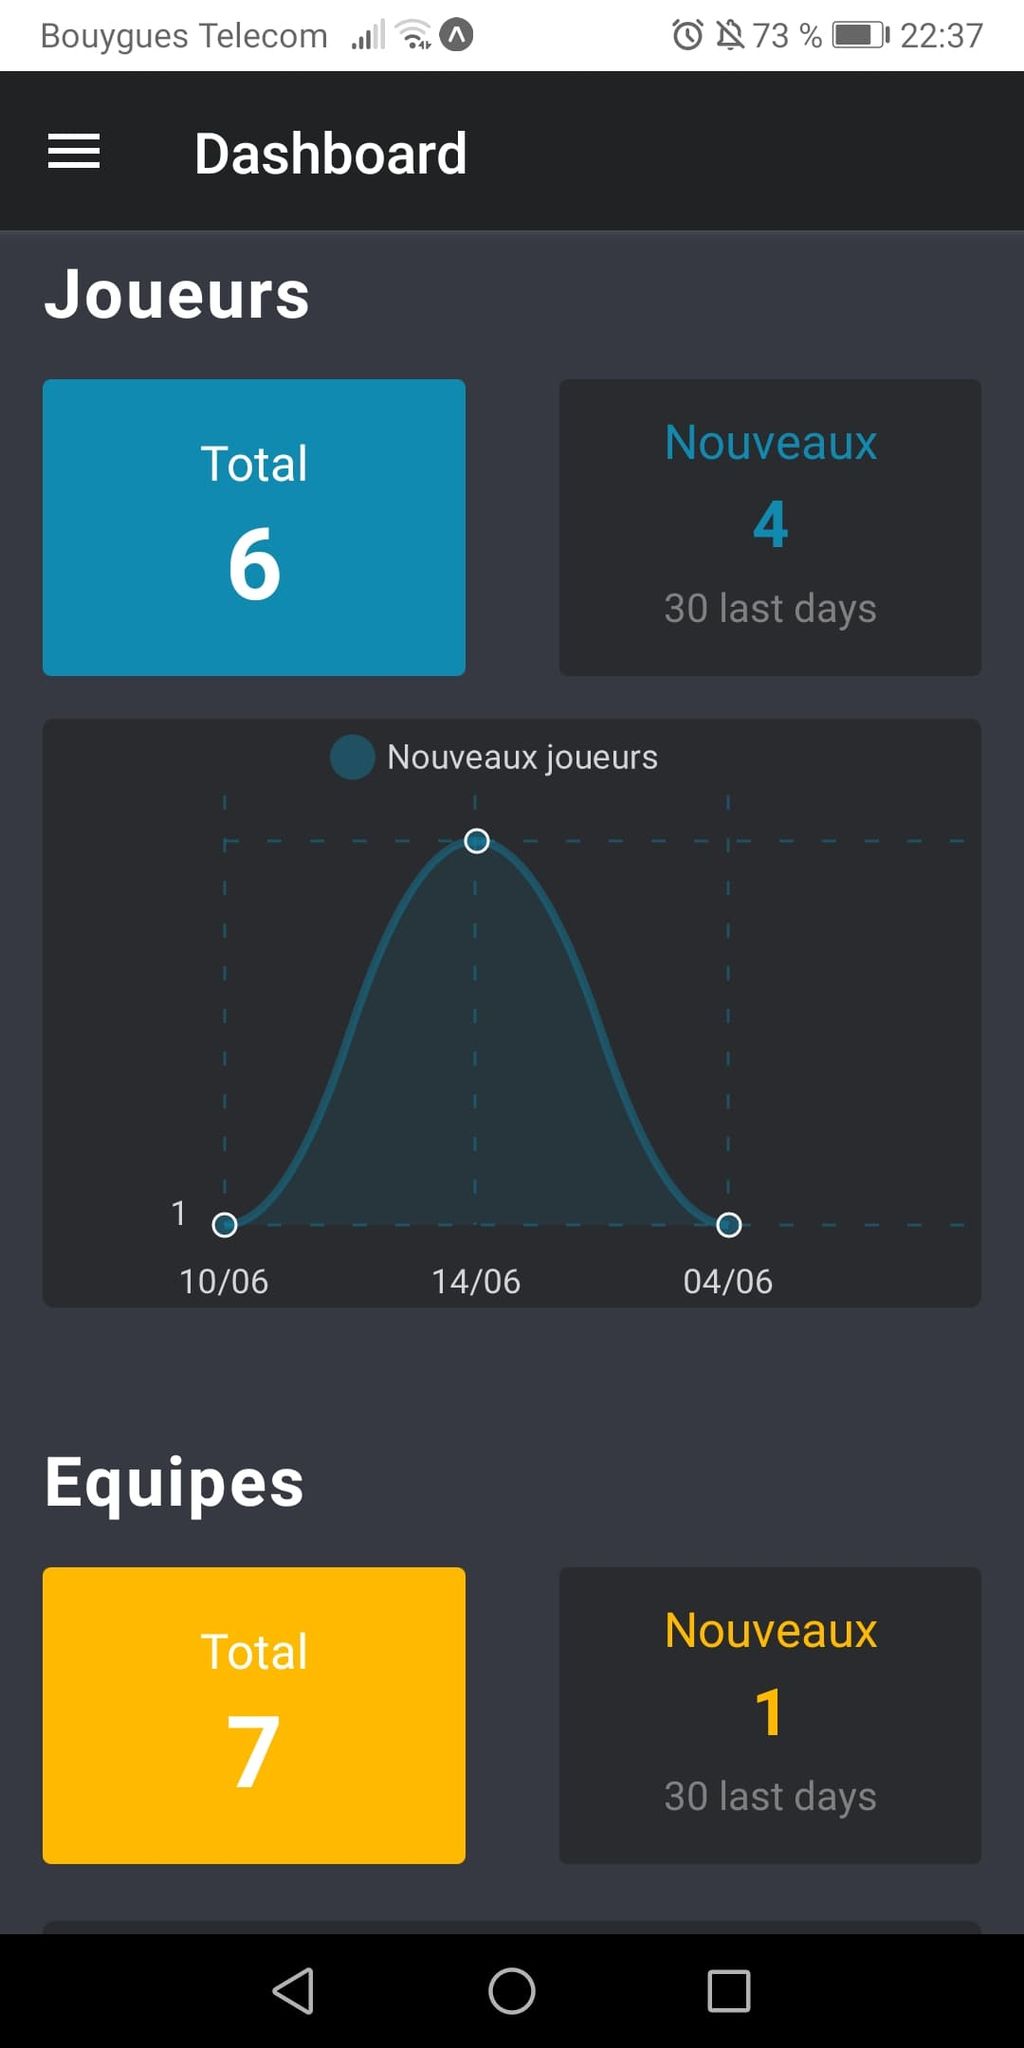 Bouygues Telecom 73 % 22:37
Dashboard
Joueurs
Total
6
Nouveaux
4
30 last days
Nouveaux joueurs
1
10/06 14/06 04/06
Equipes
Total
7
Nouveaux
1
30 last days